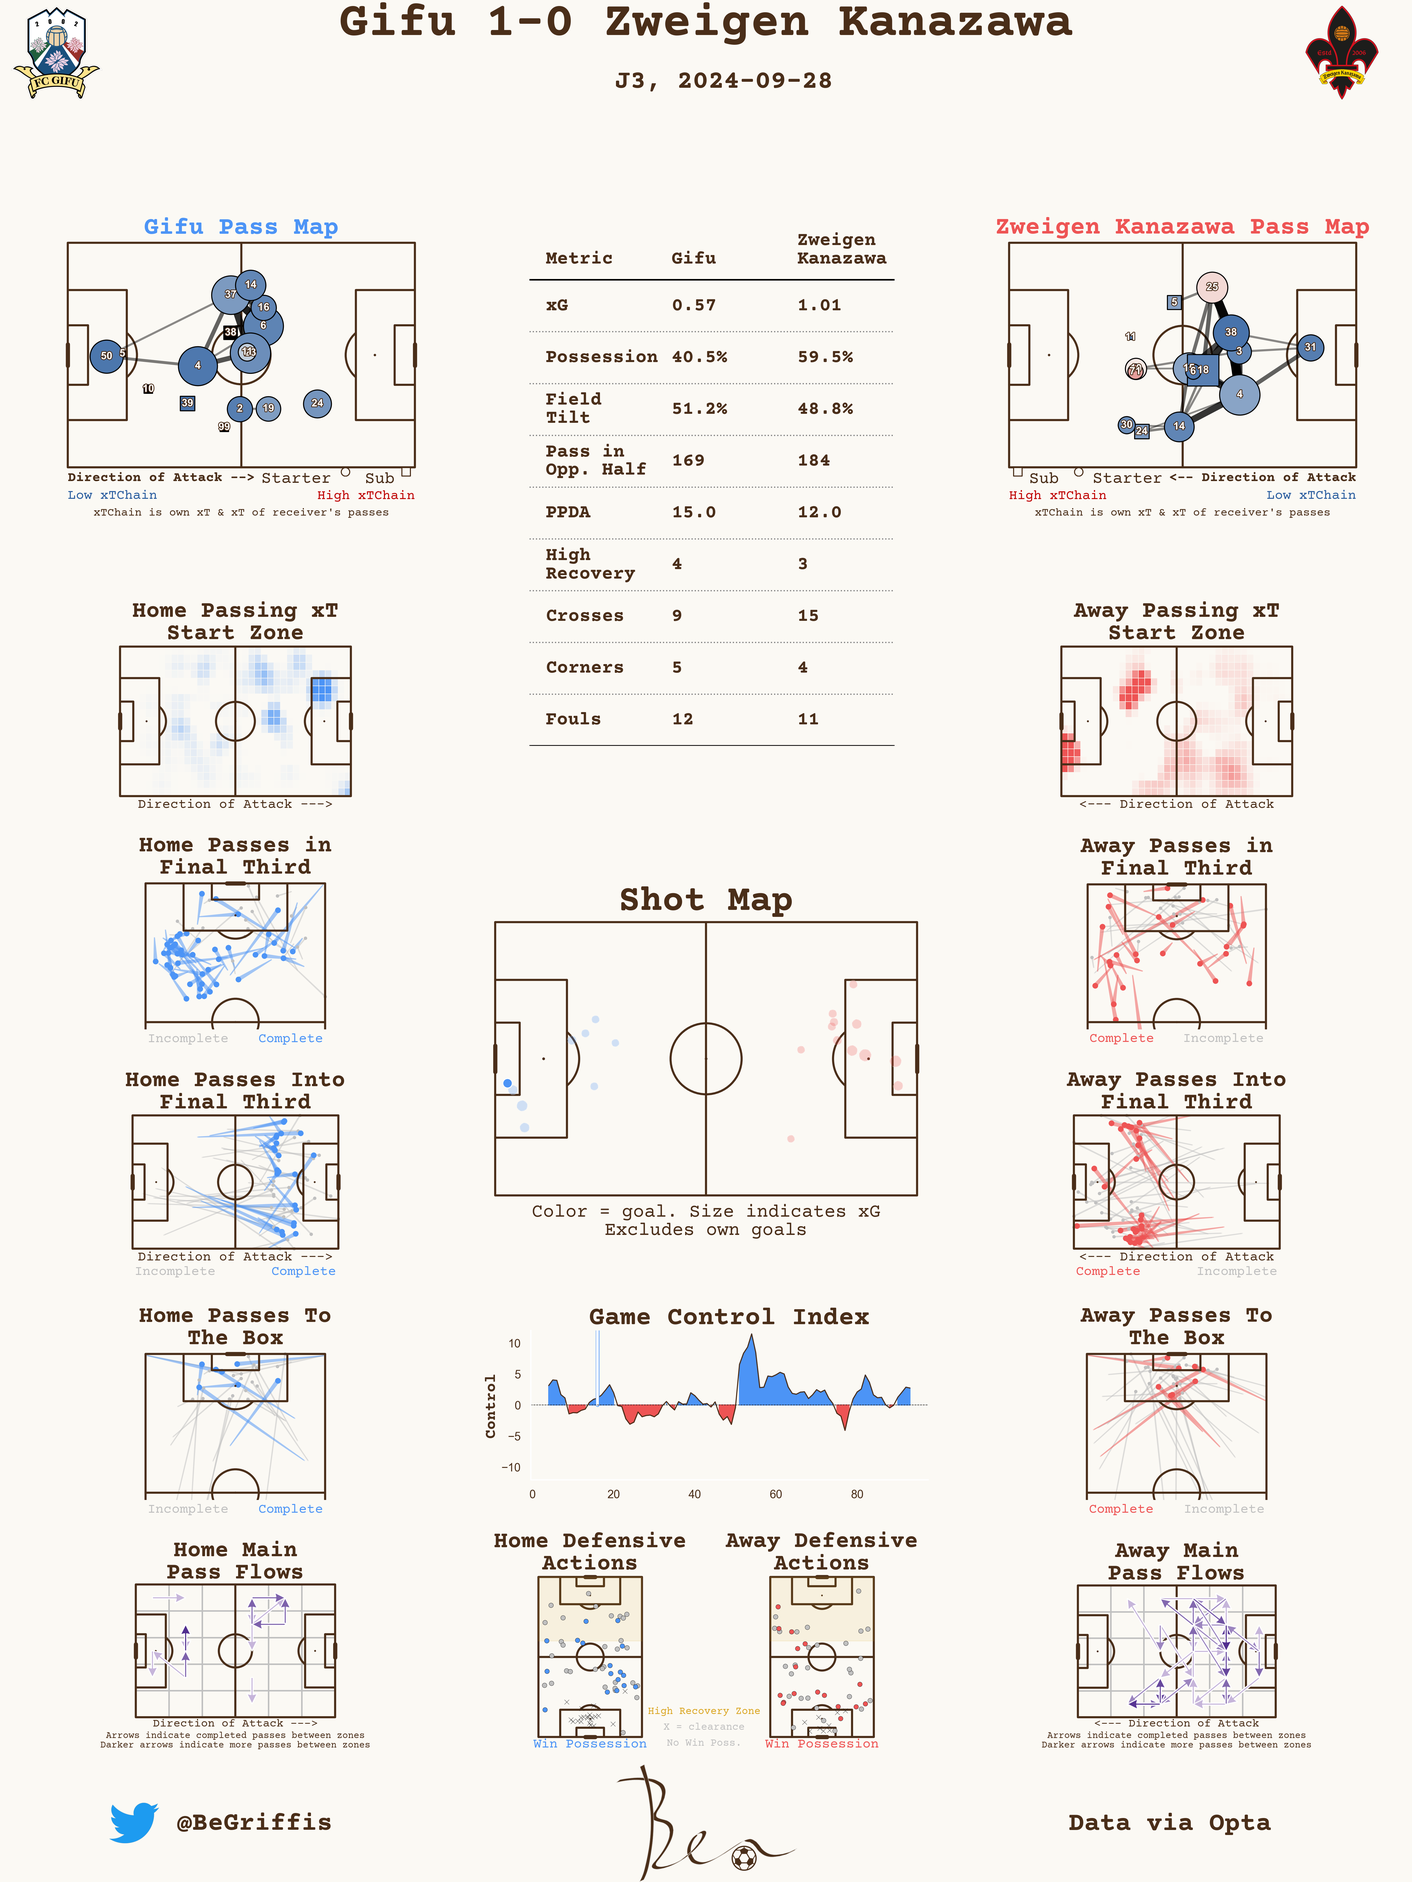 Gifu 1-0 Zweigen Kanazawa
J3, 2024-09-28
FC GIFU
Zweigen Kanazawa
Gifu Pass Map
37
14
16
6
38
50
4
2
19
24
39
10
99
Direction of Attack --> Starter Sub
Low xTChain High xTChain
xTChain is own xT & xT of receiver's passes
Metric Gifu Zweigen
Kanazawa
xG 0.57 1.01
Possession 40.5% 59.5%
Field
Tilt 51.2% 48.8%
Pass in
Opp. Half 169 184
PPDA 15.0 12.0
High
Recovery 4 3
Crosses 9 15
Corners 5 4
Fouls 12 11
Zweigen Kanazawa Pass Map
25
5
11
38
3
31
6 18
4
30
24
14
Sub Starter <-- Direction of Attack
High xTChain Low xTChain
xTChain is own xT & xT of receiver's passes
Home Passing xT
Start Zone
Direction of Attack --->
Away Passing xT
Start Zone
<--- Direction of Attack
Home Passes in
Final Third
Incomplete Complete
Away Passes in
Final Third
Complete Incomplete
Shot Map
Color = goal. Size indicates xG
Excludes own goals
Home Passes Into
Final Third
Direction of Attack --->
Incomplete Complete
Away Passes Into
Final Third
<--- Direction of Attack
Complete Incomplete
Home Passes To
The Box
Incomplete Complete
Game Control Index
Control
10
5
0
−5
−10
0 20 40 60 80
Away Passes To
The Box
Complete Incomplete
Home Main
Pass Flows
Direction of Attack --->
Arrows indicate completed passes between zones
Darker arrows indicate more passes between zones
Home Defensive
Actions
Win Possession
Away Defensive
Actions
Win Possession
High Recovery Zone
X = clearance
No Win Poss.
Away Main
Pass Flows
<--- Direction of Attack
Arrows indicate completed passes between zones
Darker arrows indicate more passes between zones
@BeGriffis
Ben
Data via Opta